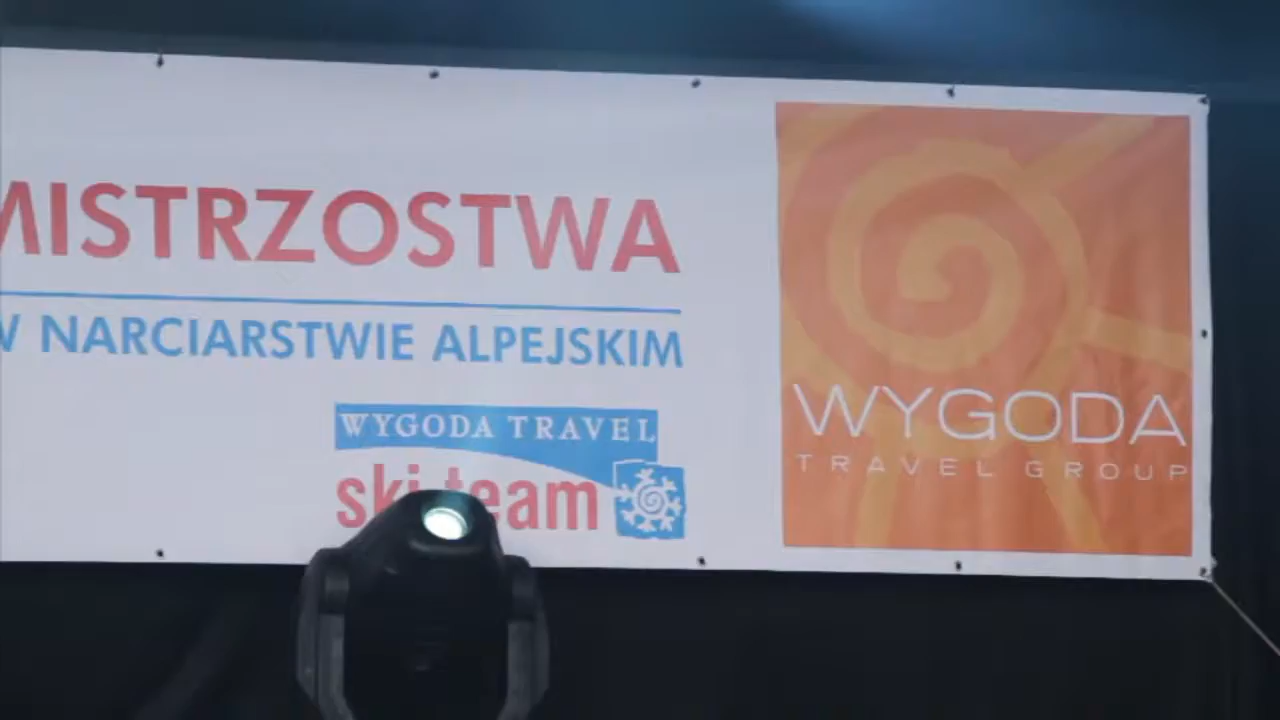 MISTRZOSTWA
W NARCIARSTWIE ALPEJSKIM
WYGODA TRAVEL
ski team
WYGODA
TRAVEL GROUP